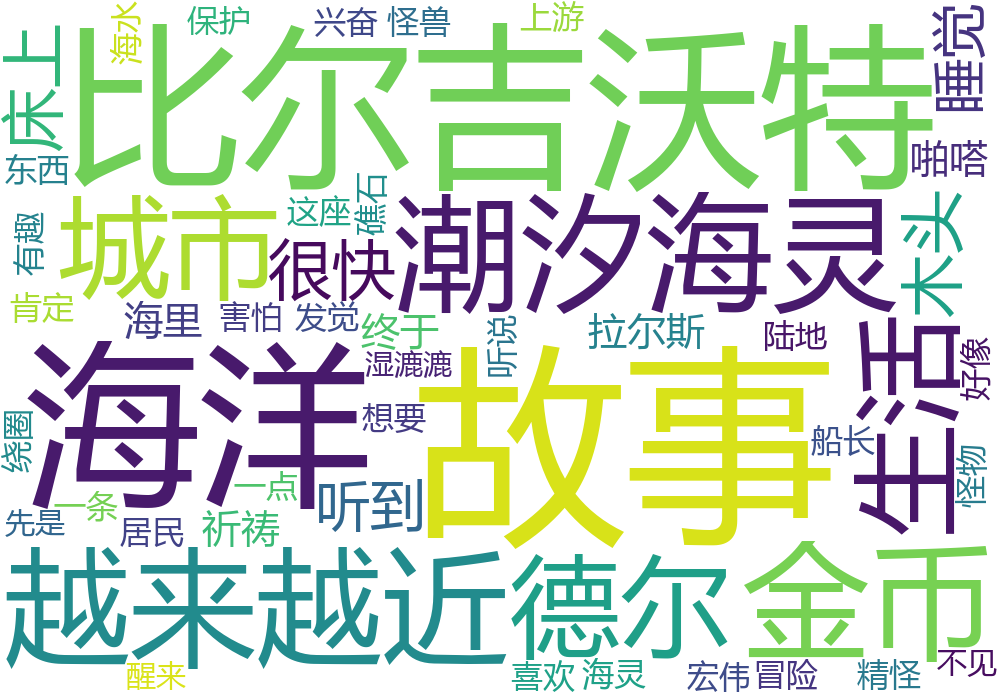 海水
保护
兴奋
怪兽
上游
床上
比尔吉沃特
睡觉
东西
啪嗒
城市
这座
礁石
潮汐海灵
木头
有趣
很快
肯定
海里
害怕
发觉
终于
听说
拉尔斯
陆地
生活
好像
海洋
湿漉漉
故事
绕圈
想要
船长
怪物
一条
一点
听到
先是
居民
祈祷
越来越近
德尔
金币
醒来
喜欢
海灵
宏伟
冒险
精怪
不见